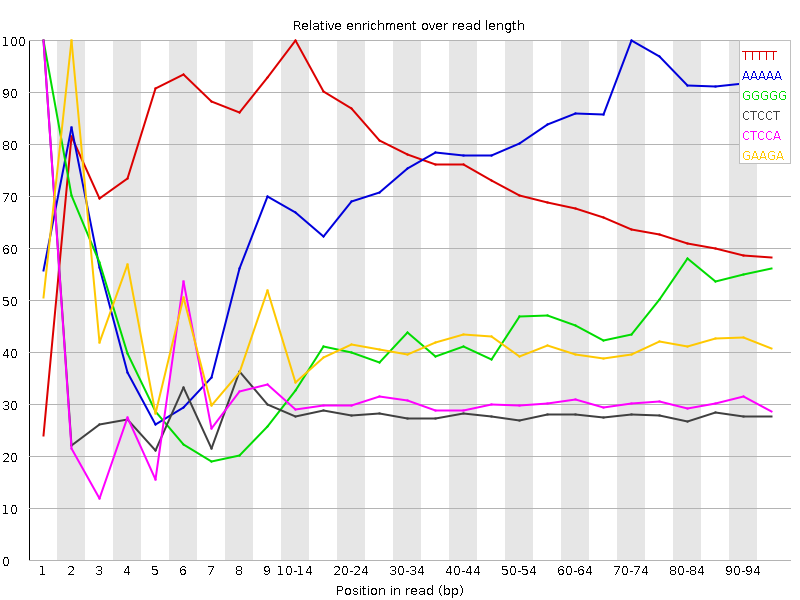 Relative enrichment over read length
100
90
80
70
60
50
40
30
20
10
0
TTTTT
AAAAA
GGGGG
CTCCT
CTCCA
GAAGA
1 2 3 4 5 6 7 8 9 10-14 20-24 30-34 40-44 50-54 60-64 70-74 80-84 90-94
Position in read (bp)